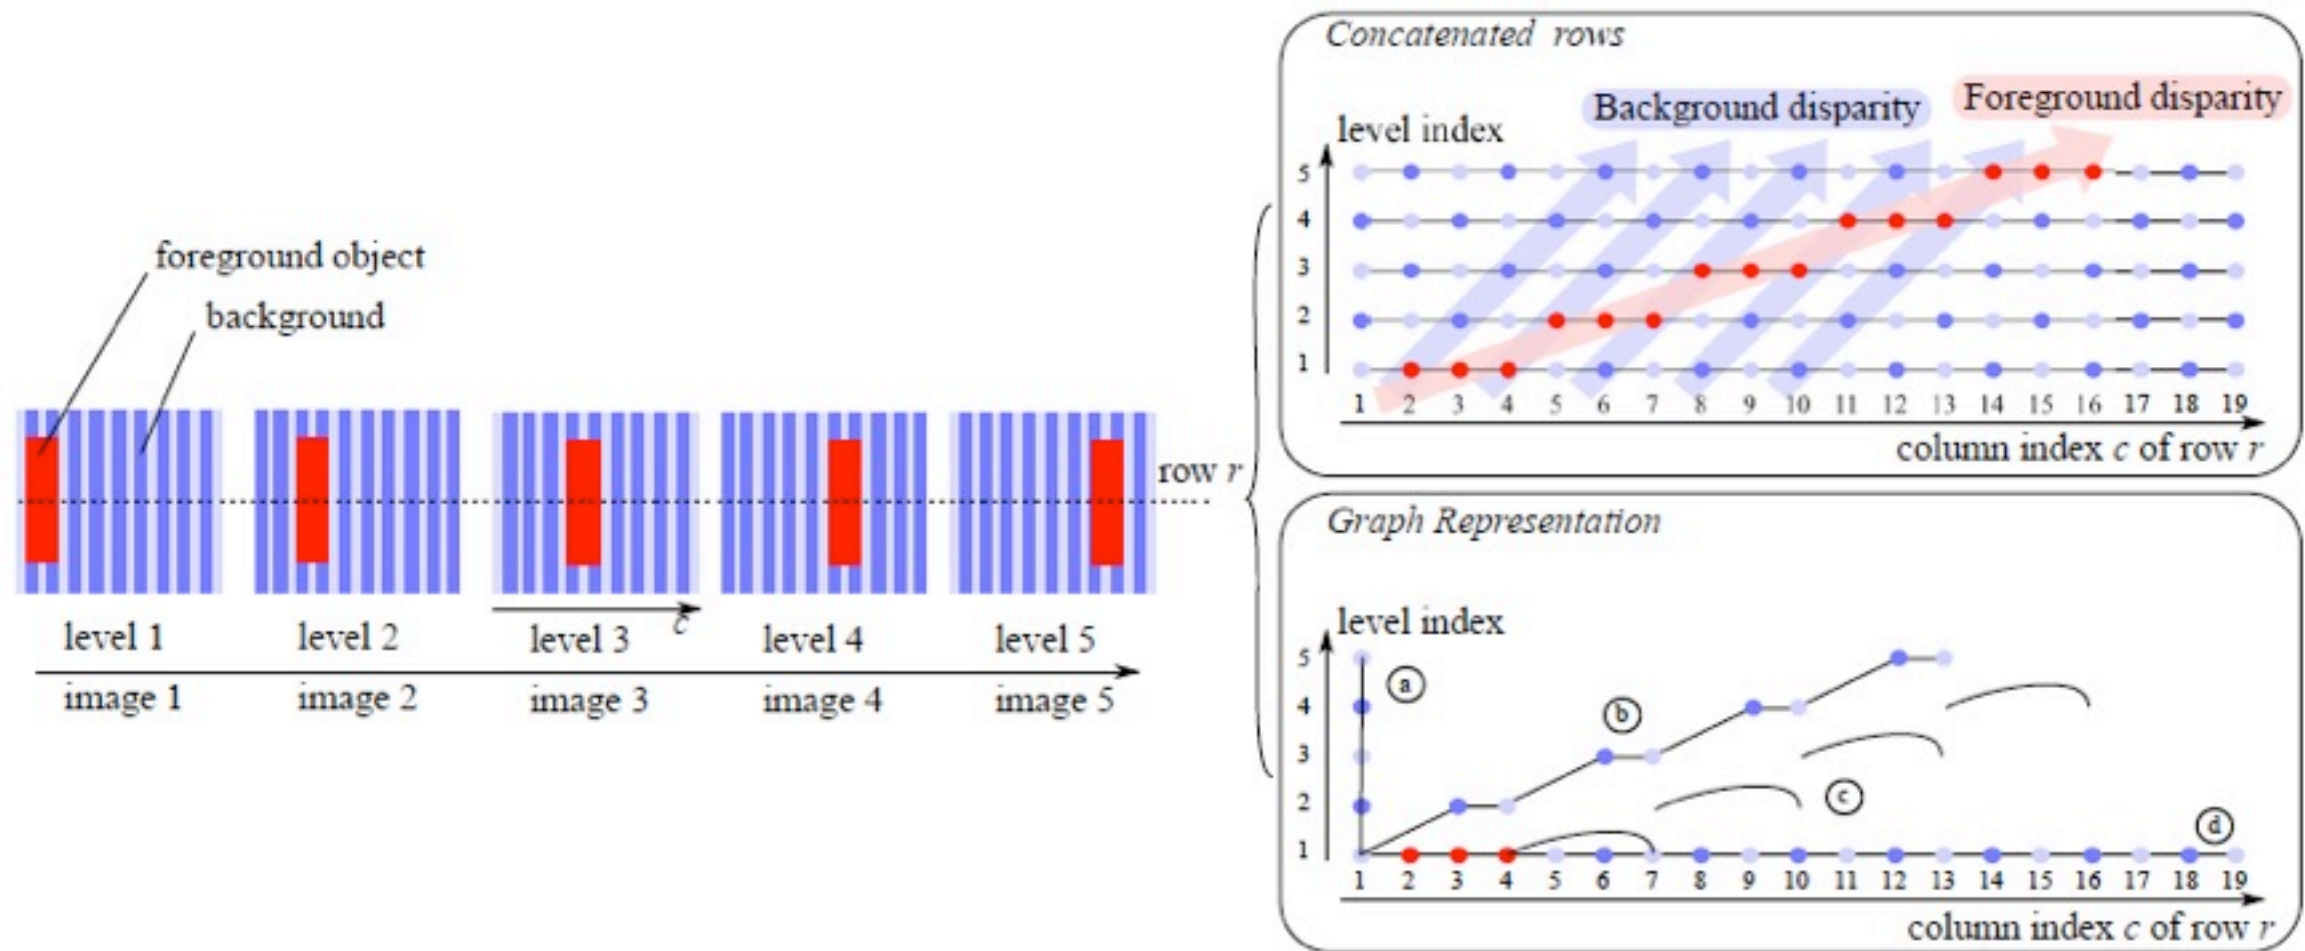 foreground object
background
row r
c
level 1 level 2 level 3 level 4 level 5
image 1 image 2 image 3 image 4 image 5
Concatenated rows
Background disparity Foreground disparity
level index
5
4
3
2
1
1 2 3 4 5 6 7 8 9 10 11 12 13 14 15 16 17 18 19
column index c of row r
Graph Representation
level index
5
a
4
b
3
c
2
d
1
1 2 3 4 5 6 7 8 9 10 11 12 13 14 15 16 17 18 19
column index c of row r